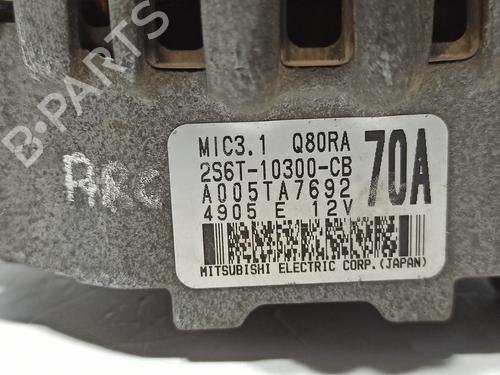 B-PARTS
MIC3.1 Q80RA
2S6T-10300-CB
70A
A005TA7692
4905 E 12V
MITSUBISHI ELECTRIC CORP.(JAPAN)